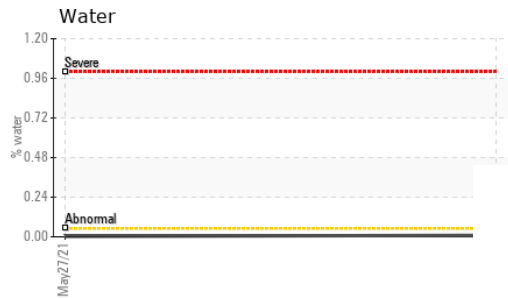 Water
1.20
Severe
0.96
0.72
% water
0.48
0.24
Abnormal
0.00
May27/21